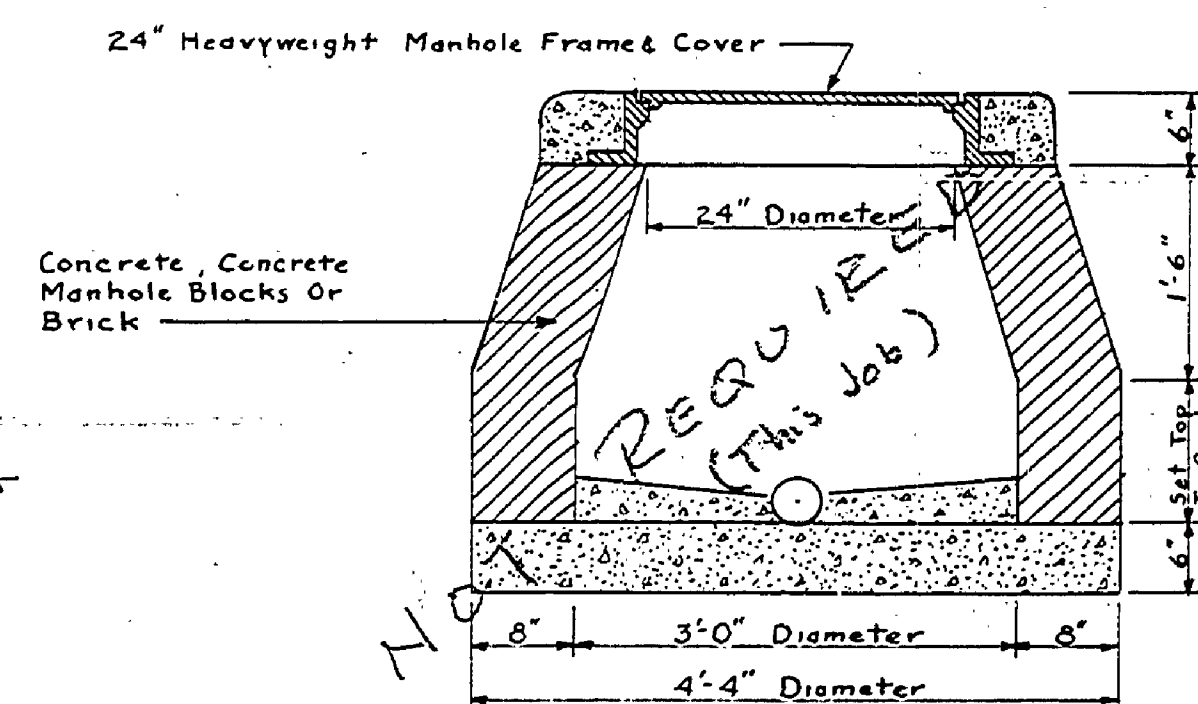 24" Heavyweight Manhole Frame & Cover
6"
24" Diameter
1'-6"
Concrete, Concrete
Manhole Blocks Or
Brick
NOT REQUIRED
(This Job)
Set Top
6"
8"
3'-0" Diameter
8"
4'-4" Diameter